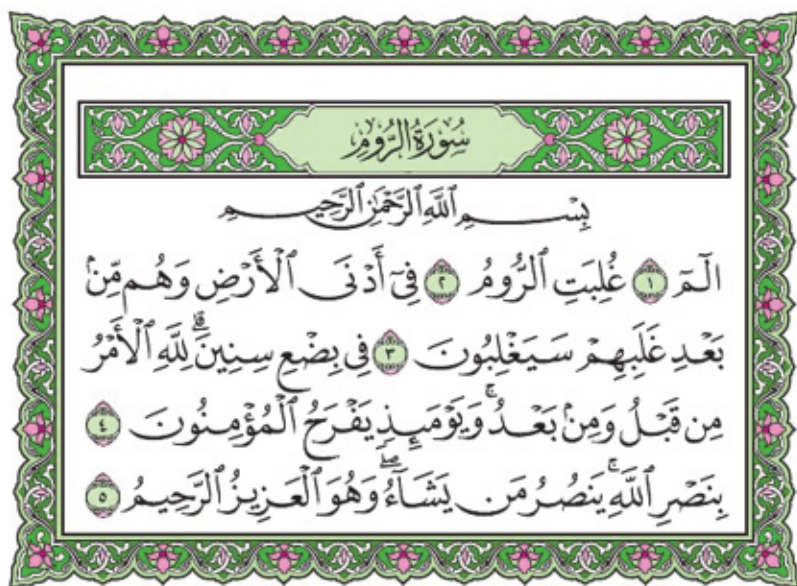 سُورَةُ الرُّومِ
بِسْمِ ٱللَّهِ ٱلرَّحْمَٰنِ ٱلرَّحِيمِ
الٓمٓ ١ غُلِبَتِ ٱلرُّومُ ٢ فِىٓ أَدْنَى ٱلْأَرْضِ وَهُم مِّنۢ
بَعْدِ غَلَبِهِمْ سَيَغْلِبُونَ ٣ فِى بِضْعِ سِنِينَ ۗ لِلَّهِ ٱلْأَمْرُ
مِن قَبْلُ وَمِنۢ بَعْدُ ۚ وَيَوْمَئِذٍ يَفْرَحُ ٱلْمُؤْمِنُونَ ٤
بِنَصْرِ ٱللَّهِ ۚ يَنصُرُ مَن يَشَآءُ ۖ وَهُوَ ٱلْعَزِيزُ ٱلرَّحِيمُ ٥